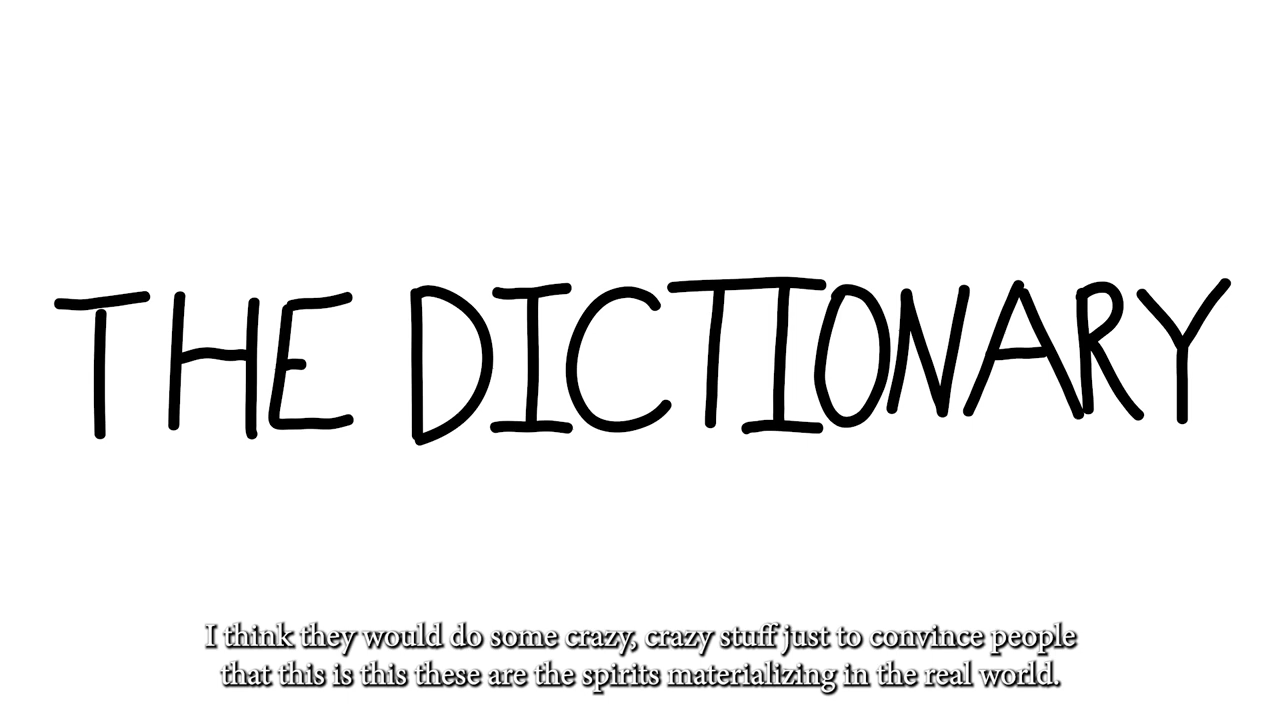 THE DICTIONARY
I think they would do some crazy, crazy stuff just to convince people
that this is this these are the spirits materializing in the real world.